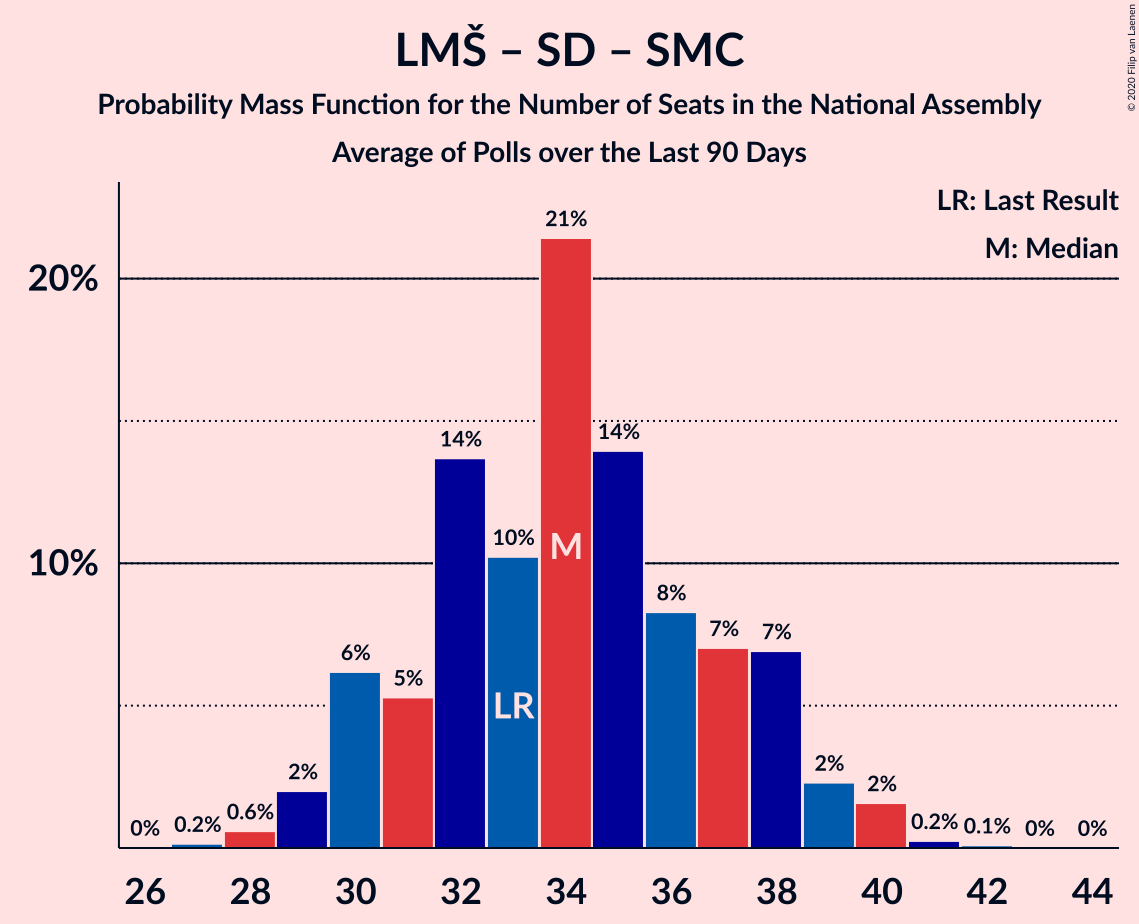 © 2020 Filip van Laenen
LMŠ – SD – SMC
Probability Mass Function for the Number of Seats in the National Assembly
Average of Polls over the Last 90 Days
LR: Last Result
M: Median
20%
10%
0%
0.2%
0.6%
2%
6%
5%
14%
10%
21%
14%
8%
7%
7%
2%
2%
0.2%
0.1%
0%
0%
LR
M
26 28 30 32 34 36 38 40 42 44